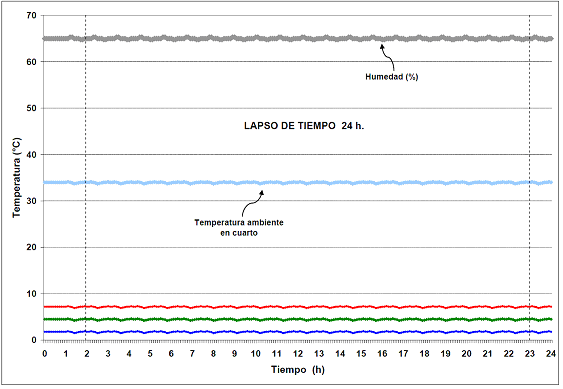 70
60
50
40
30
20
10
0
Temperatura (°C)
Humedad (%)
LAPSO DE TIEMPO 24 h.
Temperatura ambiente
en cuarto
0 1 2 3 4 5 6 7 8 9 10 11 12 13 14 15 16 17 18 19 20 21 22 23 24
Tiempo (h)